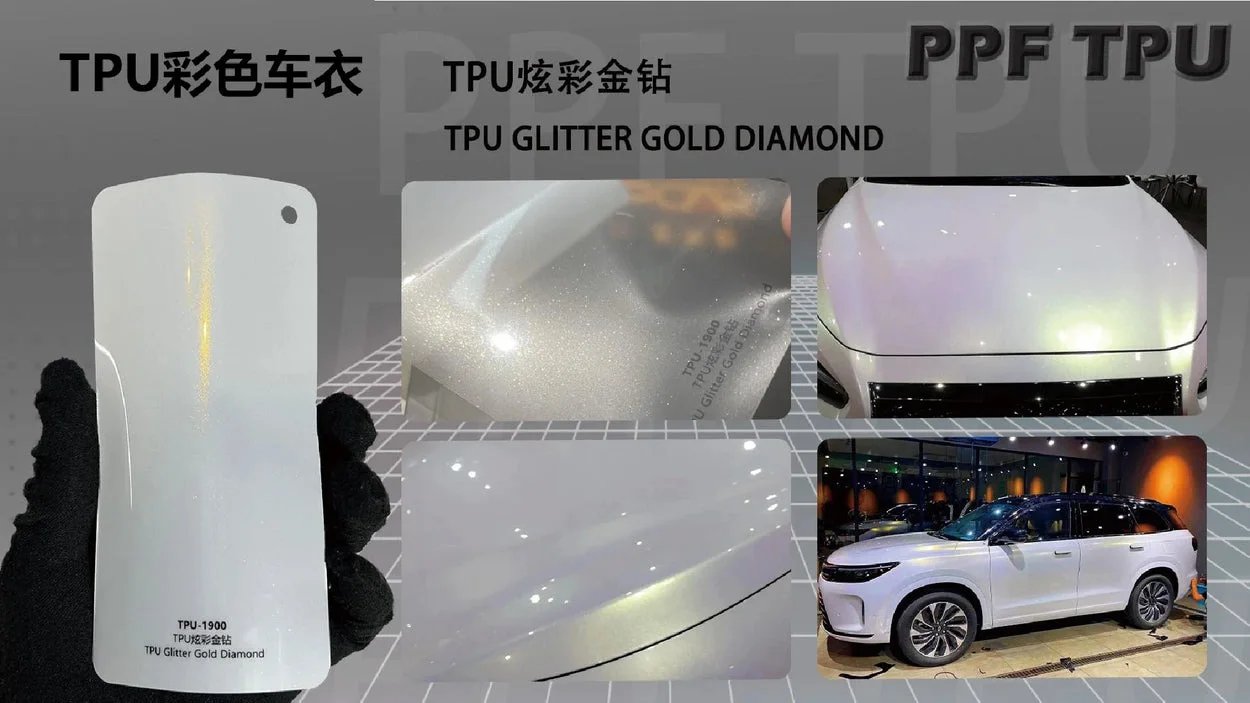 TPU彩色车衣
TPU炫彩金钻
TPU GLITTER GOLD DIAMOND
PPF TPU
PPF TPU
TPU-1900
TPU炫彩金钻
TPU Glitter Gold Diamond
TPU-1900
TPU炫彩金钻
PU Glitter Gold Diamond